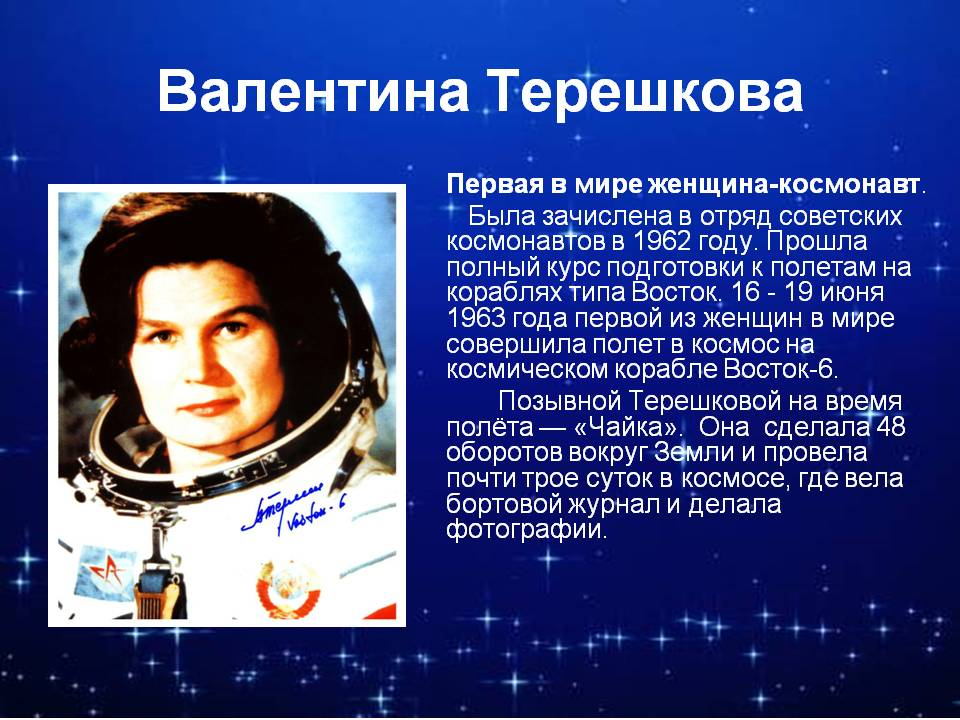 Валентина Терешкова
Первая в мире женщина-космонавт.
Была зачислена в отряд советских
космонавтов в 1962 году. Прошла
полный курс подготовки к полетам на
кораблях типа Восток. 16 - 19 июня
1963 года первой из женщин в мире
совершила полет в космос на
космическом корабле Восток-6.
Позывной Терешковой на время
полёта — «Чайка». Она сделала 48
оборотов вокруг Земли и провела
почти трое суток в космосе, где вела
бортовой журнал и делала
фотографии.
Vostok-6